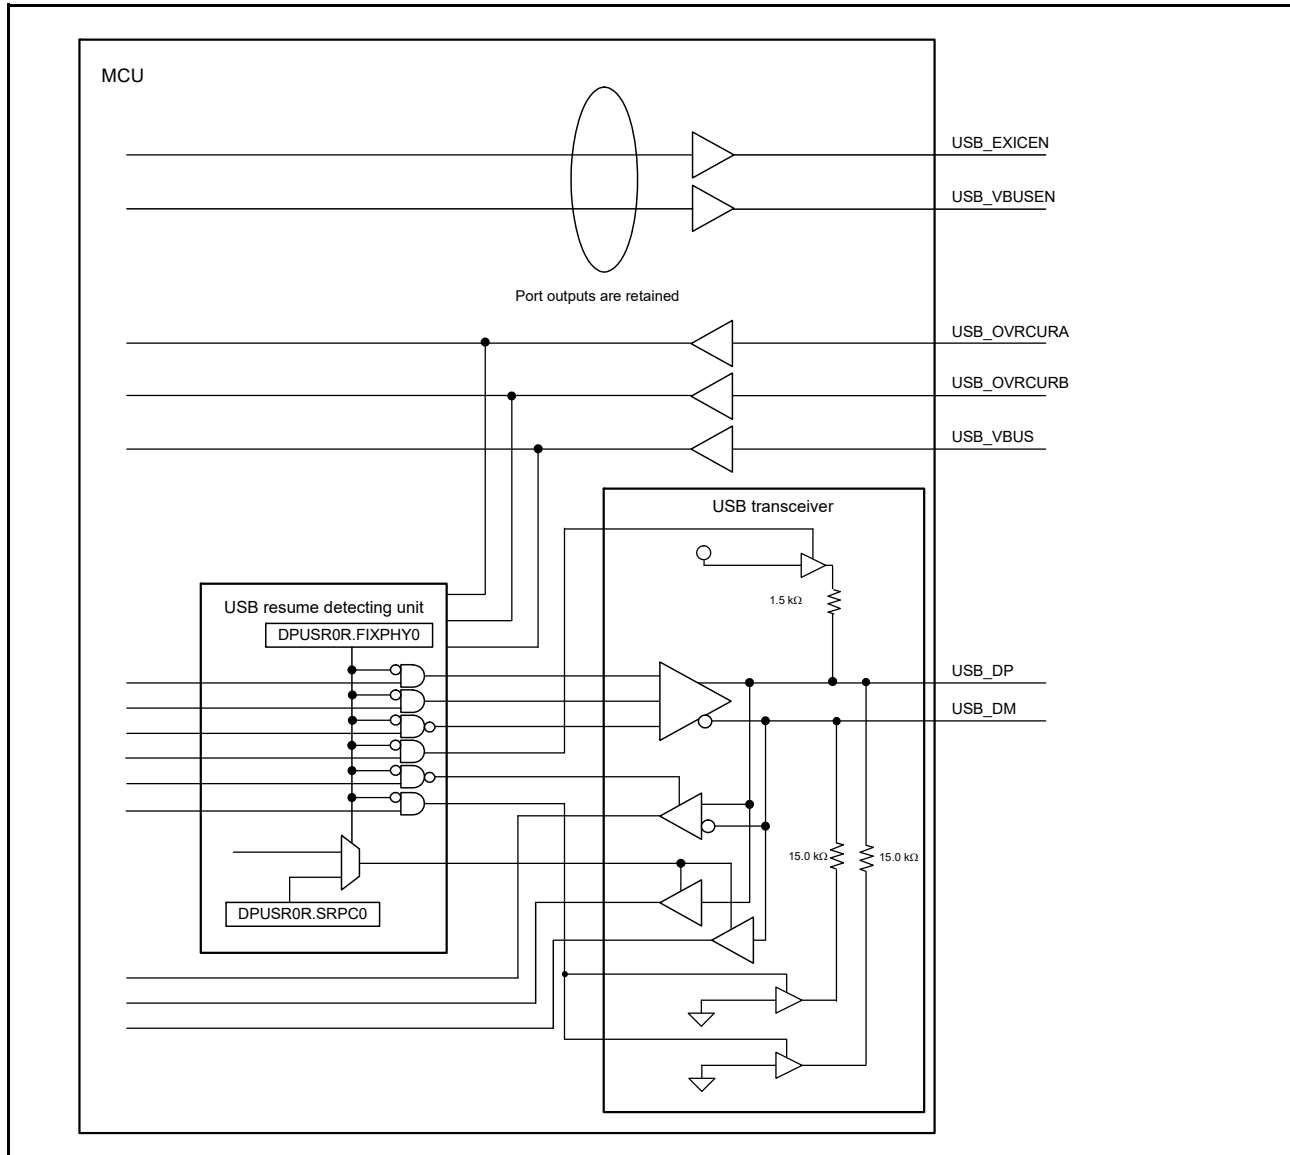 MCU
USB_EXICEN
USB_VBUSEN
Port outputs are retained
USB_OVRCURA
USB_OVRCURB
USB_VBUS
USB transceiver
1.5 kΩ
USB resume detecting unit
DPUSR0R.FIXPHY0
USB_DP
USB_DM
15.0 kΩ
15.0 kΩ
DPUSR0R.SRPC0